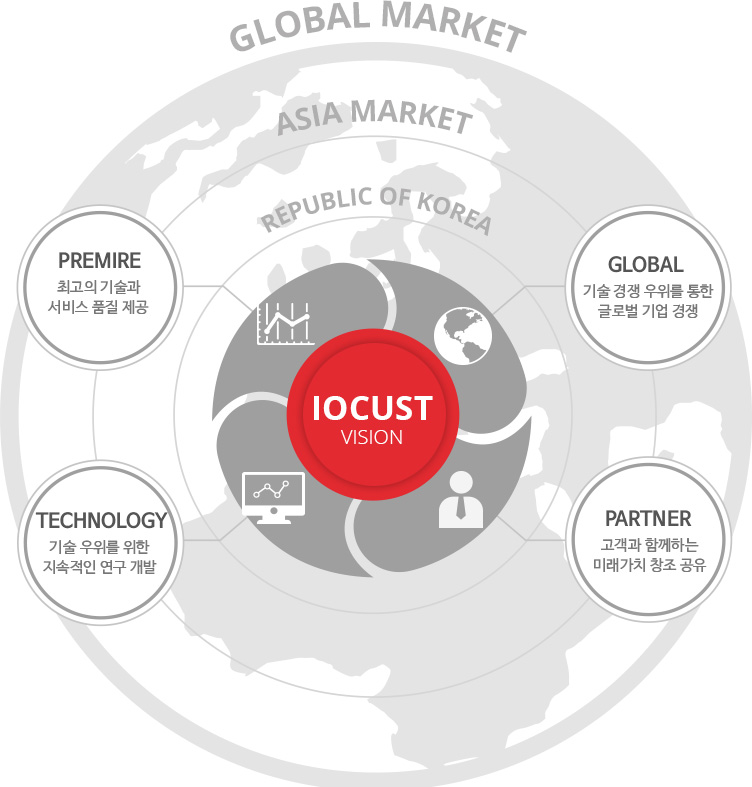 GLOBAL MARKET
ASIA MARKET
REPUBLIC OF KOREA
PREMIRE
최고의 기술과
서비스 품질 제공
GLOBAL
기술 경쟁 우위를 통한
글로벌 기업 경쟁
IOCUST
VISION
TECHNOLOGY
기술 우위를 위한
지속적인 연구 개발
PARTNER
고객과 함께하는
미래가치 창조 공유